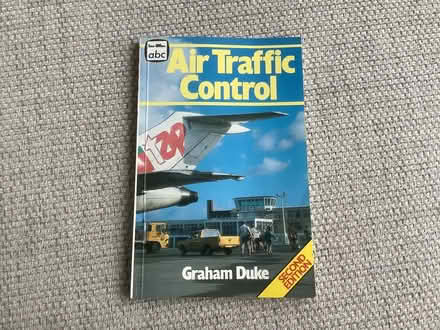 abc
Air Traffic
Control
Graham Duke
SECOND
EDITION